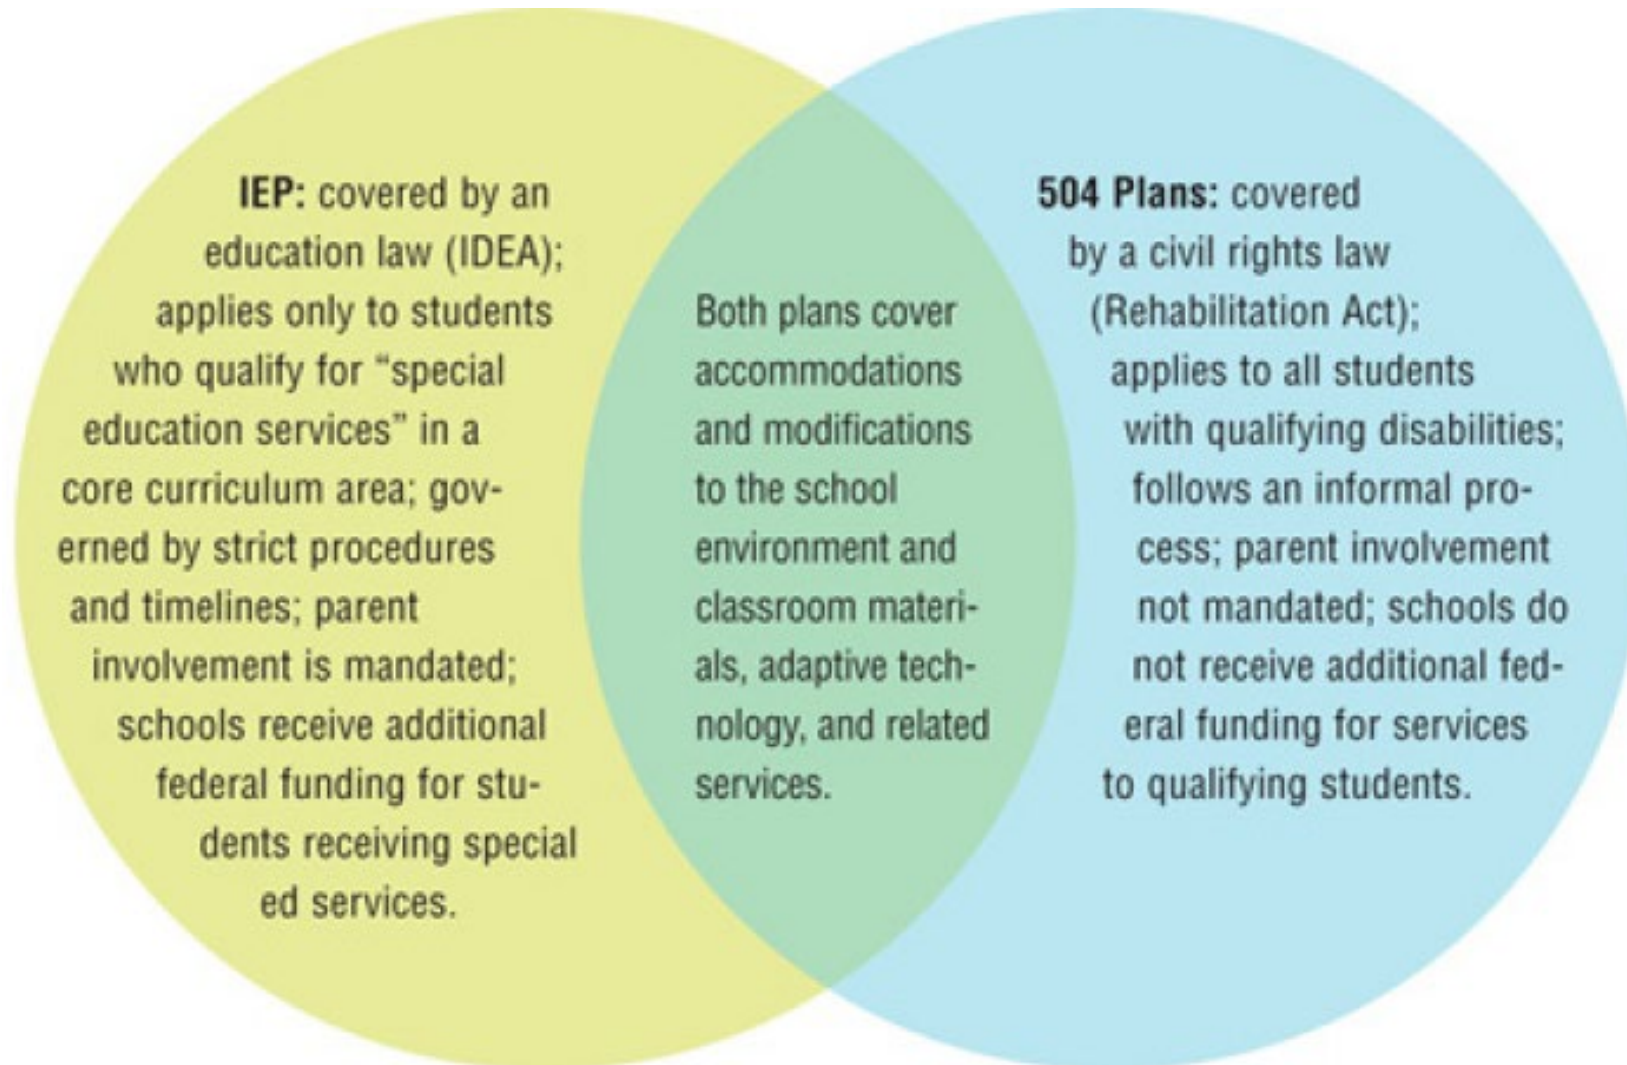 IEP: covered by an
education law (IDEA);
applies only to students
who qualify for “special
education services” in a
core curriculum area; gov-
erned by strict procedures
and timelines; parent
involvement is mandated;
schools receive additional
federal funding for stu-
dents receiving special
ed services.
Both plans cover
accommodations
and modifications
to the school
environment and
classroom materi-
als, adaptive tech-
nology, and related
services.
504 Plans: covered
by a civil rights law
(Rehabilitation Act);
applies to all students
with qualifying disabilities;
follows an informal pro-
cess; parent involvement
not mandated; schools do
not receive additional fed-
eral funding for services
to qualifying students.